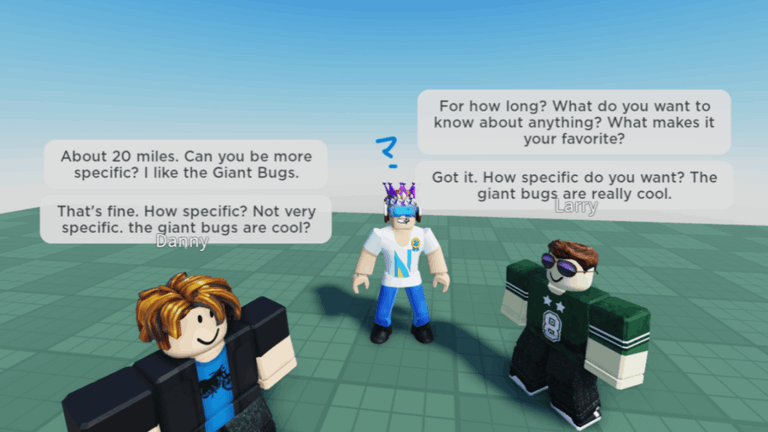 About 20 miles. Can you be more
specific? I like the Giant Bugs.
That's fine. How specific? Not very
specific. the giant bugs are cool?
Danny
?
N
For how long? What do you want to
know about anything? What makes it
your favorite?
Got it. How specific do you want? The
giant bugs are really cool.
Larry
8